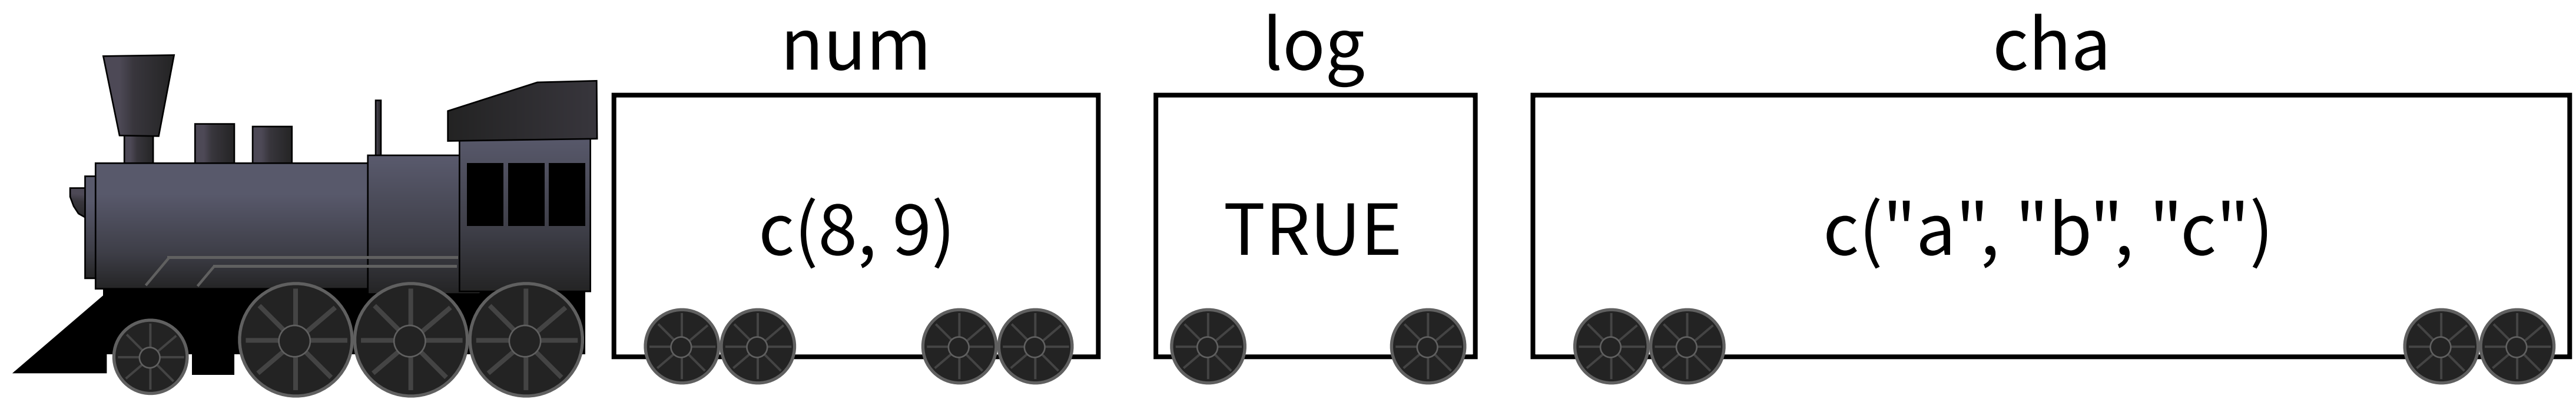 num log cha
c(8, 9) TRUE c("a", "b", "c")